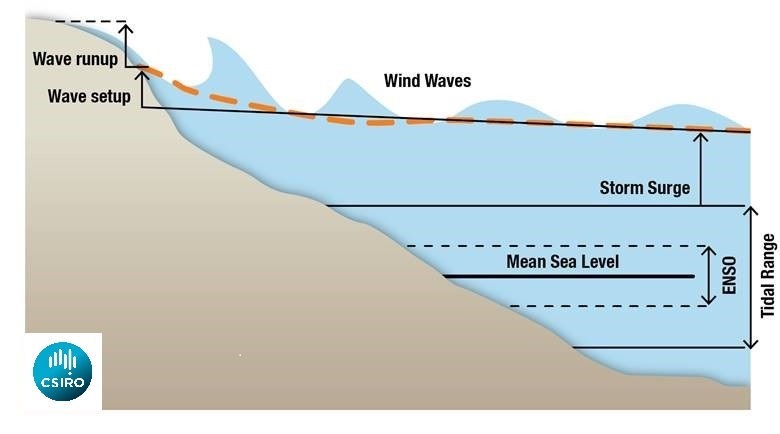 Wave runup
Wind Waves
Wave setup
Storm Surge
Mean Sea Level
ENSO
Tidal Range
CSIRO